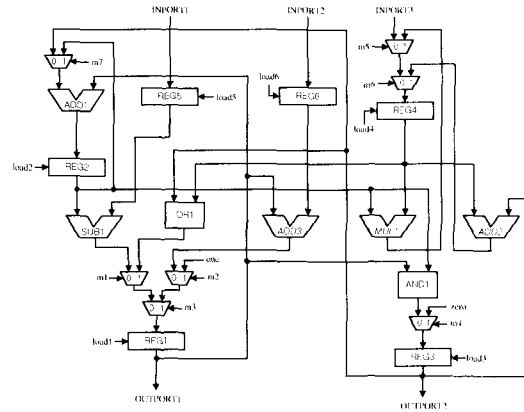 INPORT1 INPORT2 INPORT3
m5 0 1
0 1 m7
load6 m6 0 1
ADD1 REG5 load5 REG6 REG4
load4
load2 REG2
SUB1 OR1 ADD3 MUL1 ADD2
one
m1 0 1 0 1 m2 AND1
0 1 m3 zero
0 1 m4
load1 REG1 REG3 load3
OUTPORT1 OUTPORT2